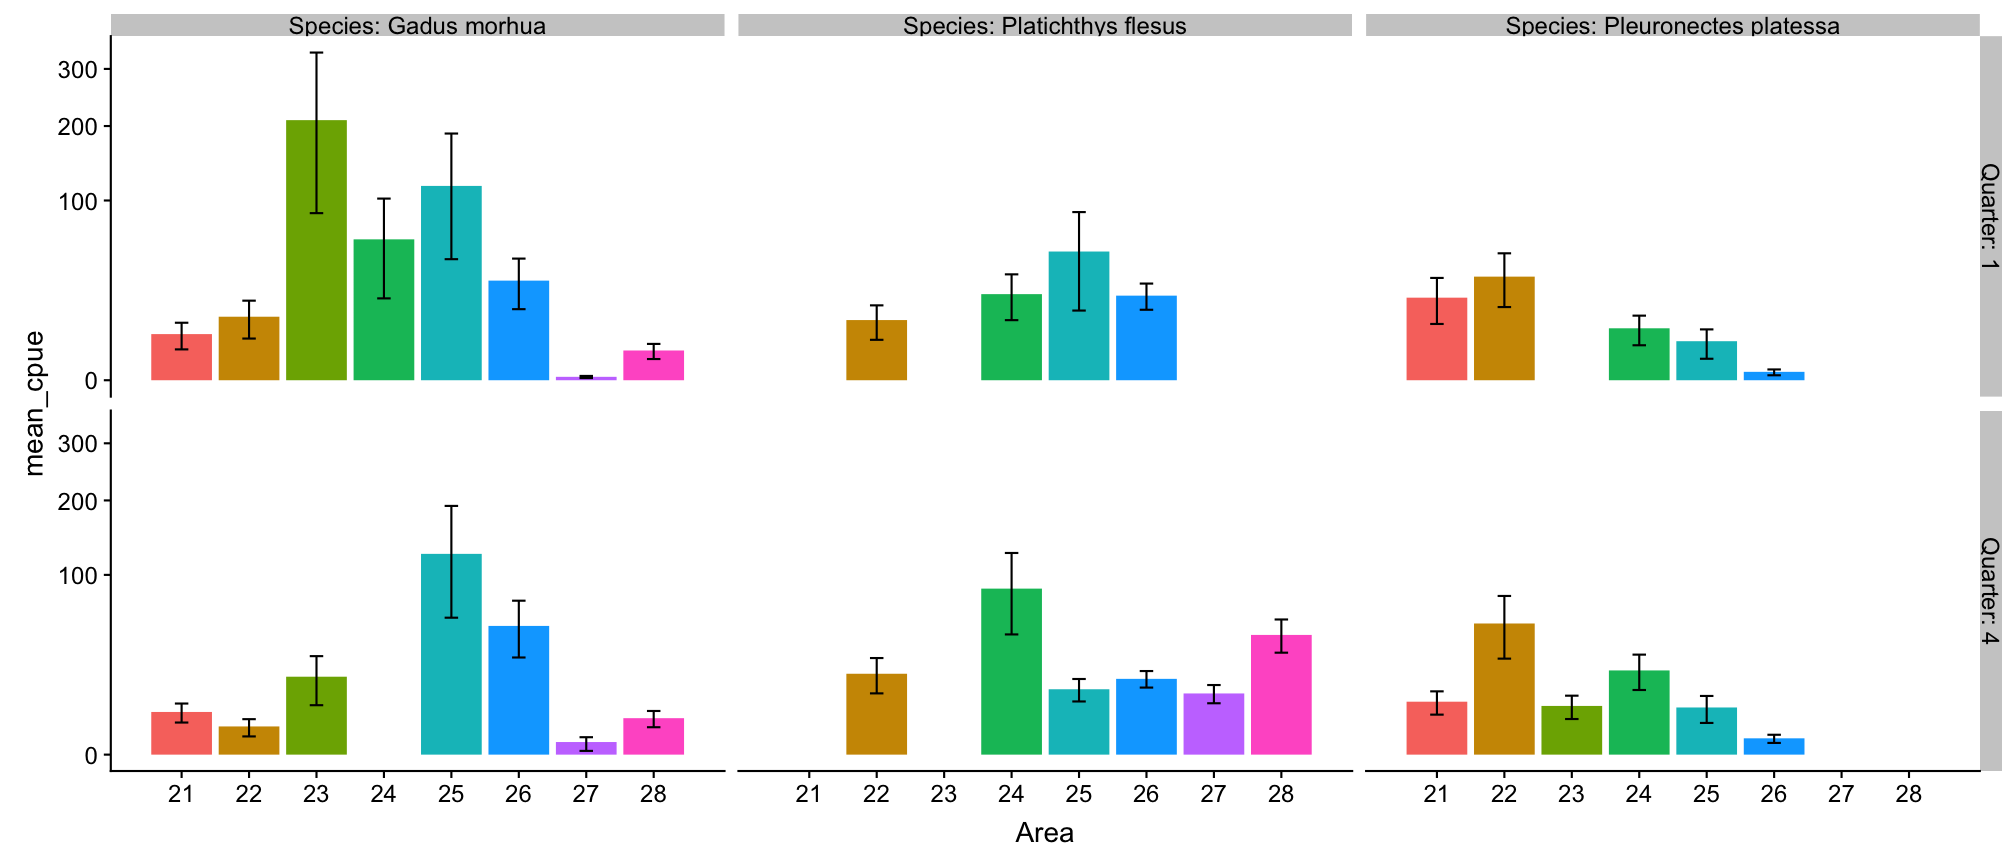 Species: Gadus morhua
Species: Platichthys flesus
Species: Pleuronectes platessa
300
200
100
0
Quarter: 1
mean_cpue
300
200
100
0
Quarter: 4
21 22 23 24 25 26 27 28
21 22 23 24 25 26 27 28
21 22 23 24 25 26 27 28
Area